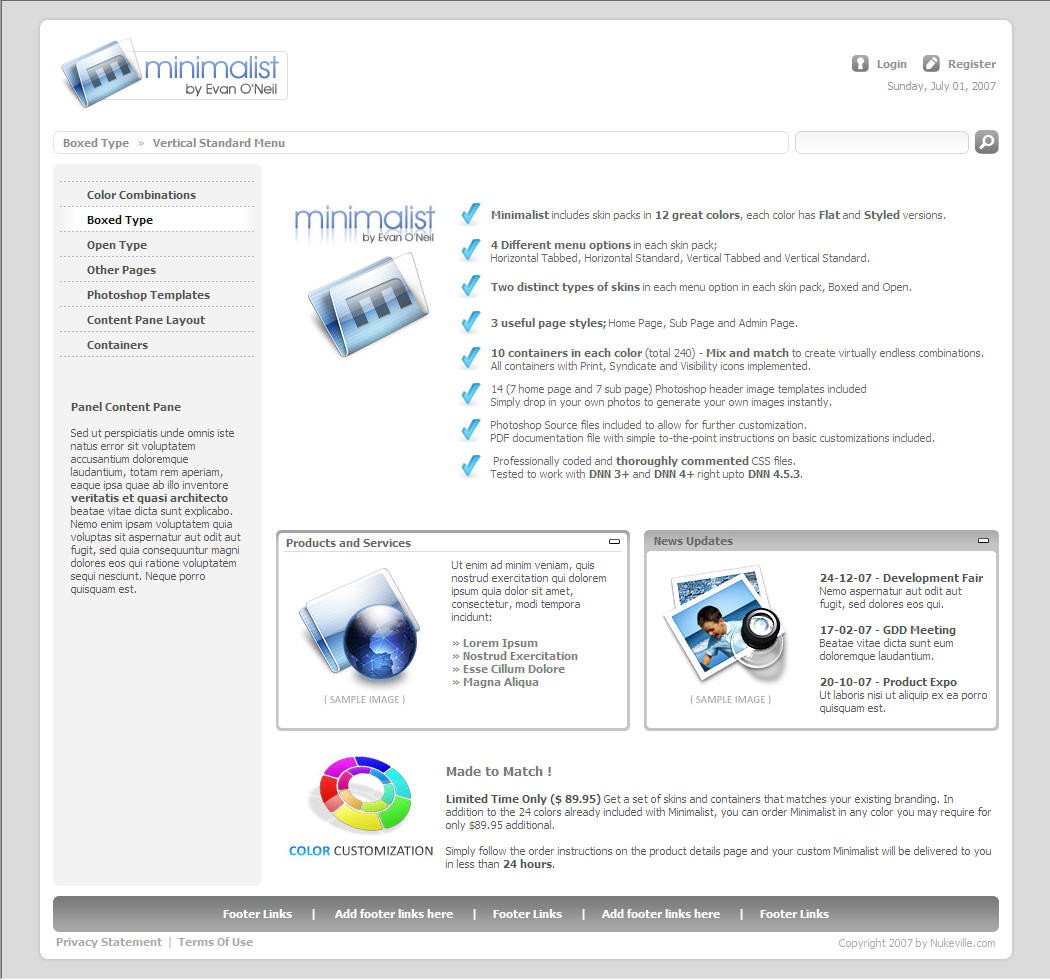 minimalist
by Evan O'Neil
Login
Register
Sunday, July 01, 2007
Boxed Type » Vertical Standard Menu
Color Combinations
Boxed Type
Open Type
Other Pages
Photoshop Templates
Content Pane Layout
Containers
Panel Content Pane
Sed ut perspiciatis unde omnis iste
natus error sit voluptatem
accusantium doloremque
laudantium, totam rem aperiam,
eaque ipsa quae ab illo inventore
veritatis et quasi architecto
beatae vitae dicta sunt explicabo.
Nemo enim ipsam voluptatem quia
voluptas sit aspernatur aut odit aut
fugit, sed quia consequuntur magni
dolores eos qui ratione voluptatem
sequi nesciunt. Neque porro
quisquam est.
minimalist
by Evan O'Neil
m
Minimalist includes skin packs in 12 great colors, each color has Flat and Styled versions.
4 Different menu options in each skin pack;
Horizontal Tabbed, Horizontal Standard, Vertical Tabbed and Vertical Standard.
Two distinct types of skins in each menu option in each skin pack, Boxed and Open.
3 useful page styles; Home Page, Sub Page and Admin Page.
10 containers in each color (total 240) - Mix and match to create virtually endless combinations.
All containers with Print, Syndicate and Visibility icons implemented.
14 (7 home page and 7 sub page) Photoshop header image templates included
Simply drop in your own photos to generate your own images instantly.
Photoshop Source files included to allow for further customization.
PDF documentation file with simple to-the-point instructions on basic customizations included.
Professionally coded and thoroughly commented CSS files.
Tested to work with DNN 3+ and DNN 4+ right upto DNN 4.5.3.
Products and Services
Ut enim ad minim veniam, quis
nostrud exercitation qui dolorem
ipsum quia dolor sit amet,
consectetur, modi tempora
incidunt:
» Lorem Ipsum
» Nostrud Exercitation
» Esse Cillum Dolore
» Magna Aliqua
( SAMPLE IMAGE )
News Updates
24-12-07 - Development Fair
Nemo aspernatur aut odit aut
fugit, sed dolores eos qui.
17-02-07 - GDD Meeting
Beatae vitae dicta sunt eum
doloremque laudantium.
20-10-07 - Product Expo
Ut laboris nisi ut aliquip ex ea porro
quisquam est.
( SAMPLE IMAGE )
COLOR CUSTOMIZATION
Made to Match !
Limited Time Only ($ 89.95) Get a set of skins and containers that matches your existing branding. In
addition to the 24 colors already included with Minimalist, you can order Minimalist in any color you may require for
only $89.95 additional.
Simply follow the order instructions on the product details page and your custom Minimalist will be delivered to you
in less than 24 hours.
Footer Links | Add footer links here | Footer Links | Add footer links here | Footer Links
Privacy Statement | Terms Of Use
Copyright 2007 by Nukeville.com